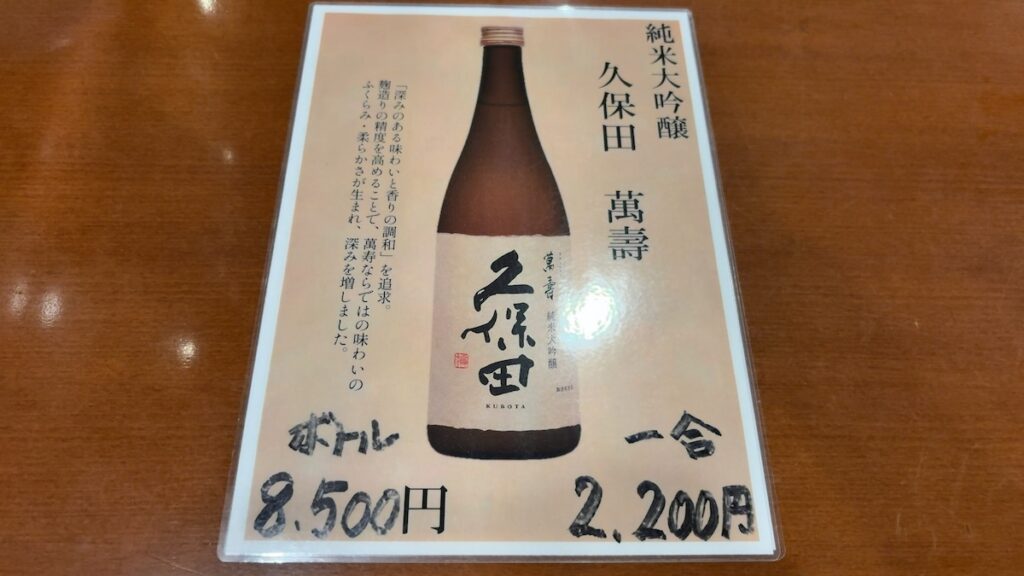 純米大吟醸
久保田 萬壽
「深みのある味わいと香りの調和」を追求。
麹造りの精度を高めることで、萬寿ならではの味わいの
ふくらみ・柔らかさが生まれ、深みを増しました。
萬壽
純米大吟醸
久保田
KUBOTA
ボトル
8.500円
一合
2,200円